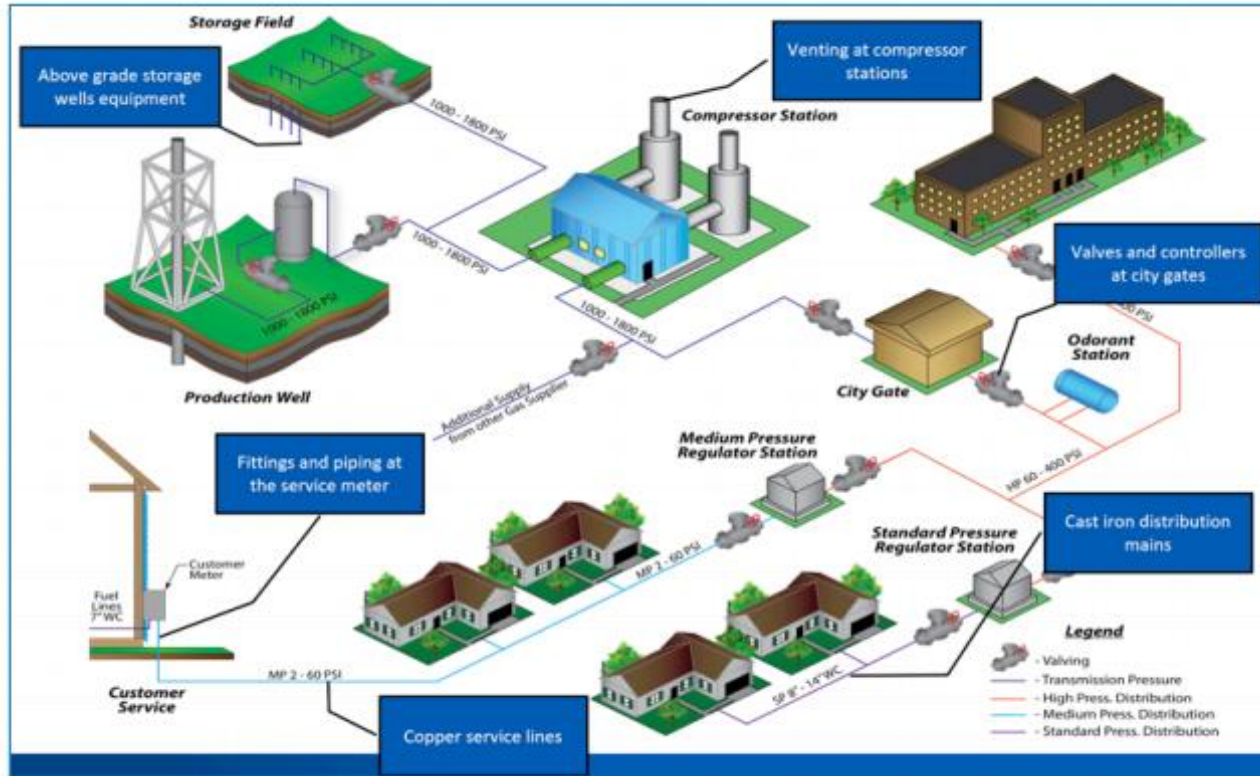 Storage Field
Above grade storage
wells equipment
1000 - 1800 PSI
Venting at compressor
stations
Compressor Station
1000 - 1800 PSI
1000 - 1800 PSI
Production Well
1000 - 1800 PSI
Additional Supply
from other Gas Supplier
Valves and controllers
at city gates
PSI
Odorant
Station
City Gate
HP 60 - 400 PSI
Medium Pressure
Regulator Station
Fittings and piping at
the service meter
Customer
Meter
Fuel
Lines
7" WC
MP 2 - 60 PSI
Customer
Service
MP 2 - 60 PSI
Copper service lines
Standard Pressure
Regulator Station
Cast iron distribution
mains
SP 8" - 14" WC
Legend
- Valving
- Transmission Pressure
- High Press. Distribution
- Medium Press. Distribution
- Standard Press. Distribution